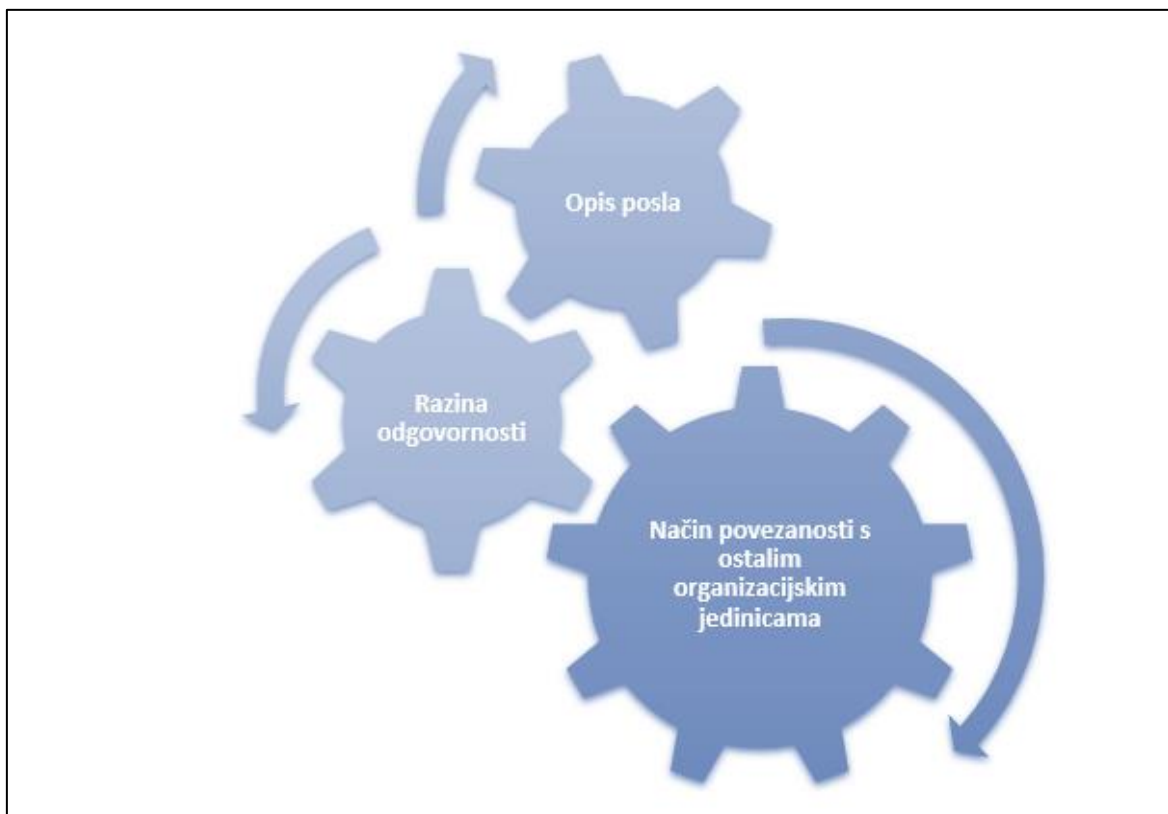 Opis posla
Razina
odgovornosti
Način povezanosti s
ostalim
organizacijskim
jedinicama